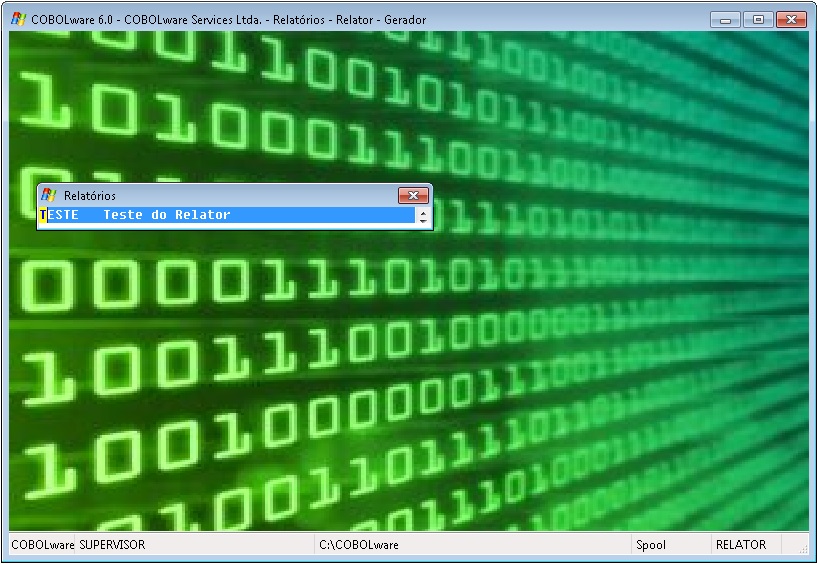 COBOLware 6.0 - COBOLware Services Ltda. - Relatórios - Relator - Gerador
Relatórios
TESTE Teste do Relator
COBOLware SUPERVISOR C:\COBOLware Spool RELATOR